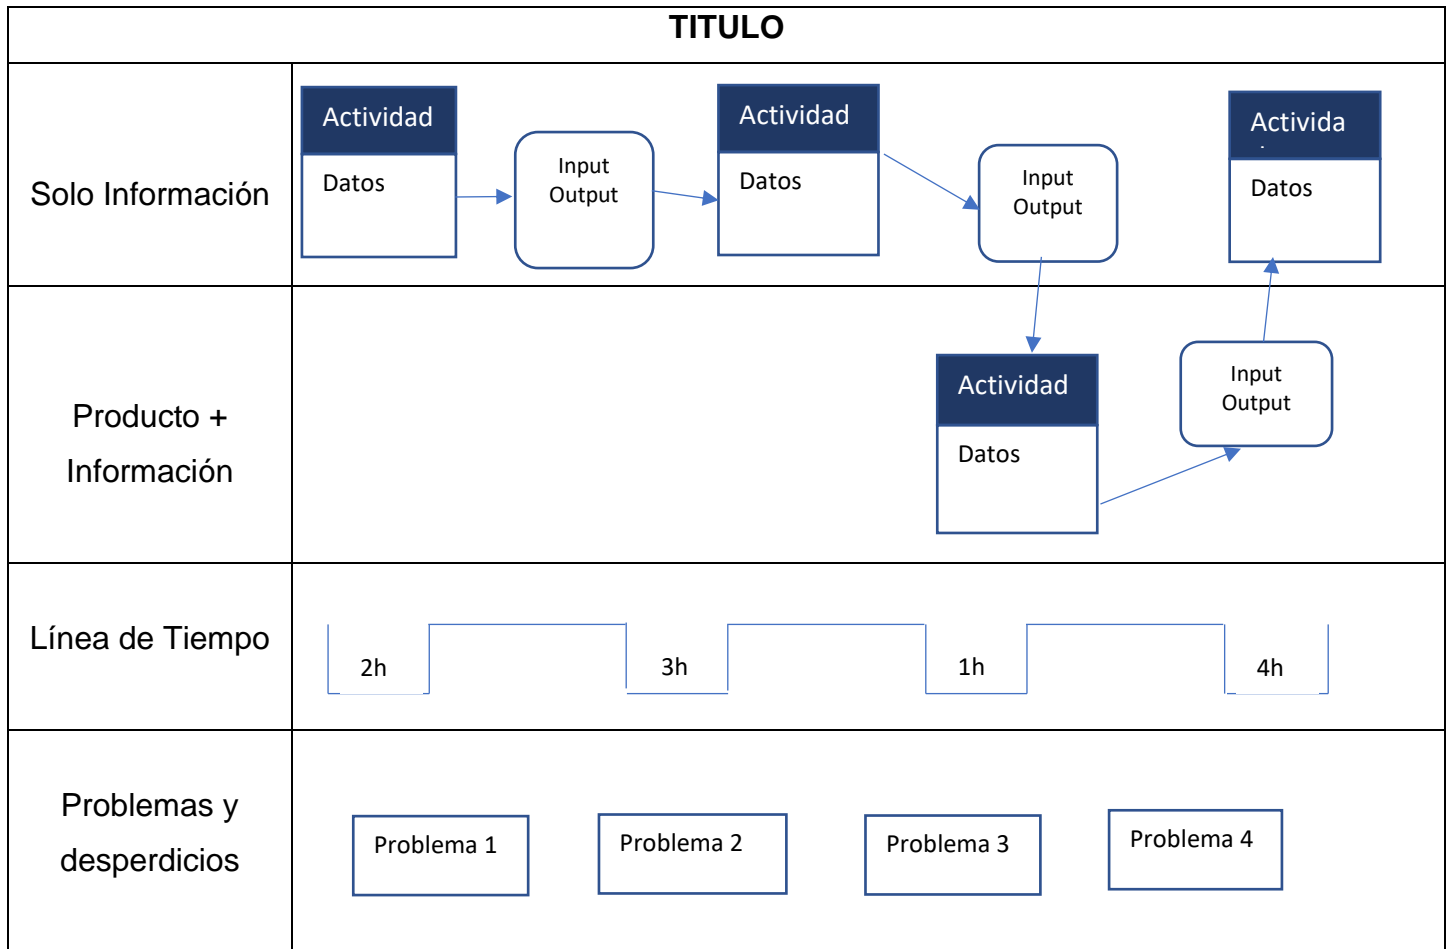 TITULO
Solo Información
Actividad
Datos
Input
Output
Actividad
Datos
Input
Output
Activida
Datos
Producto +
Información
Actividad
Datos
Input
Output
Línea de Tiempo
2h
3h
1h
4h
Problemas y
desperdicios
Problema 1
Problema 2
Problema 3
Problema 4